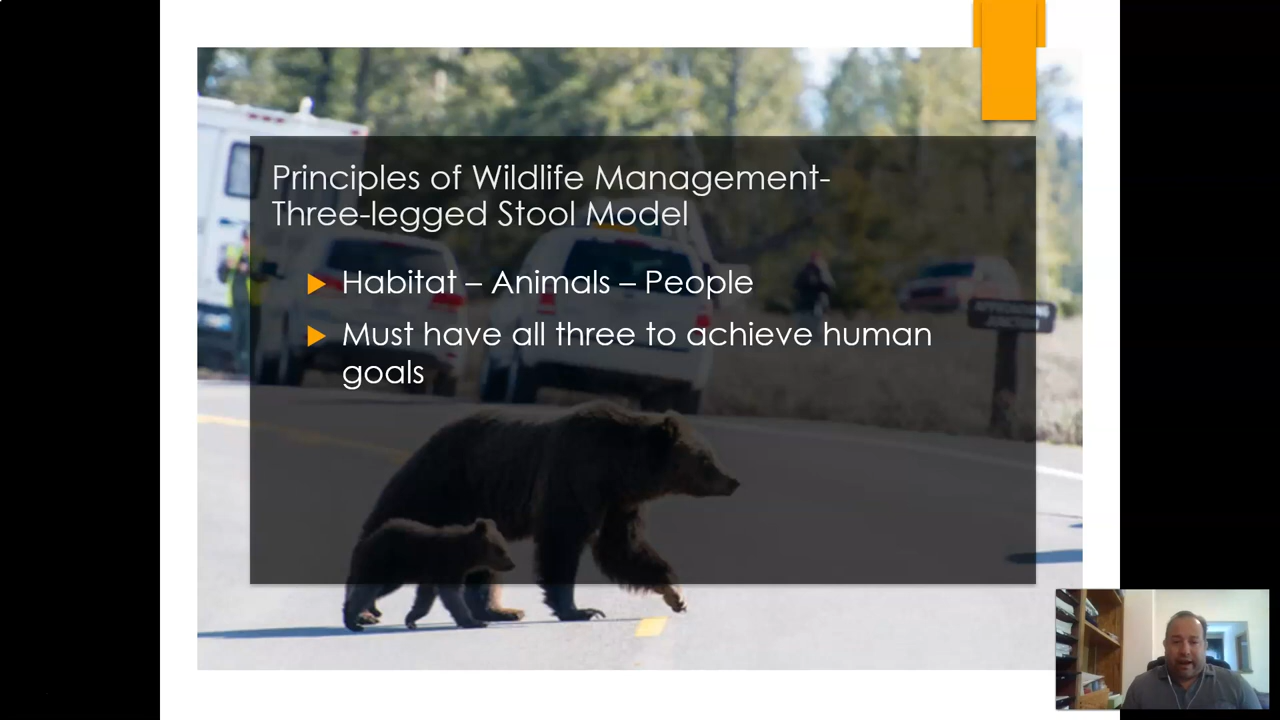 Principles of Wildlife Management-
Three-legged Stool Model
Habitat – Animals – People
Must have all three to achieve human
goals